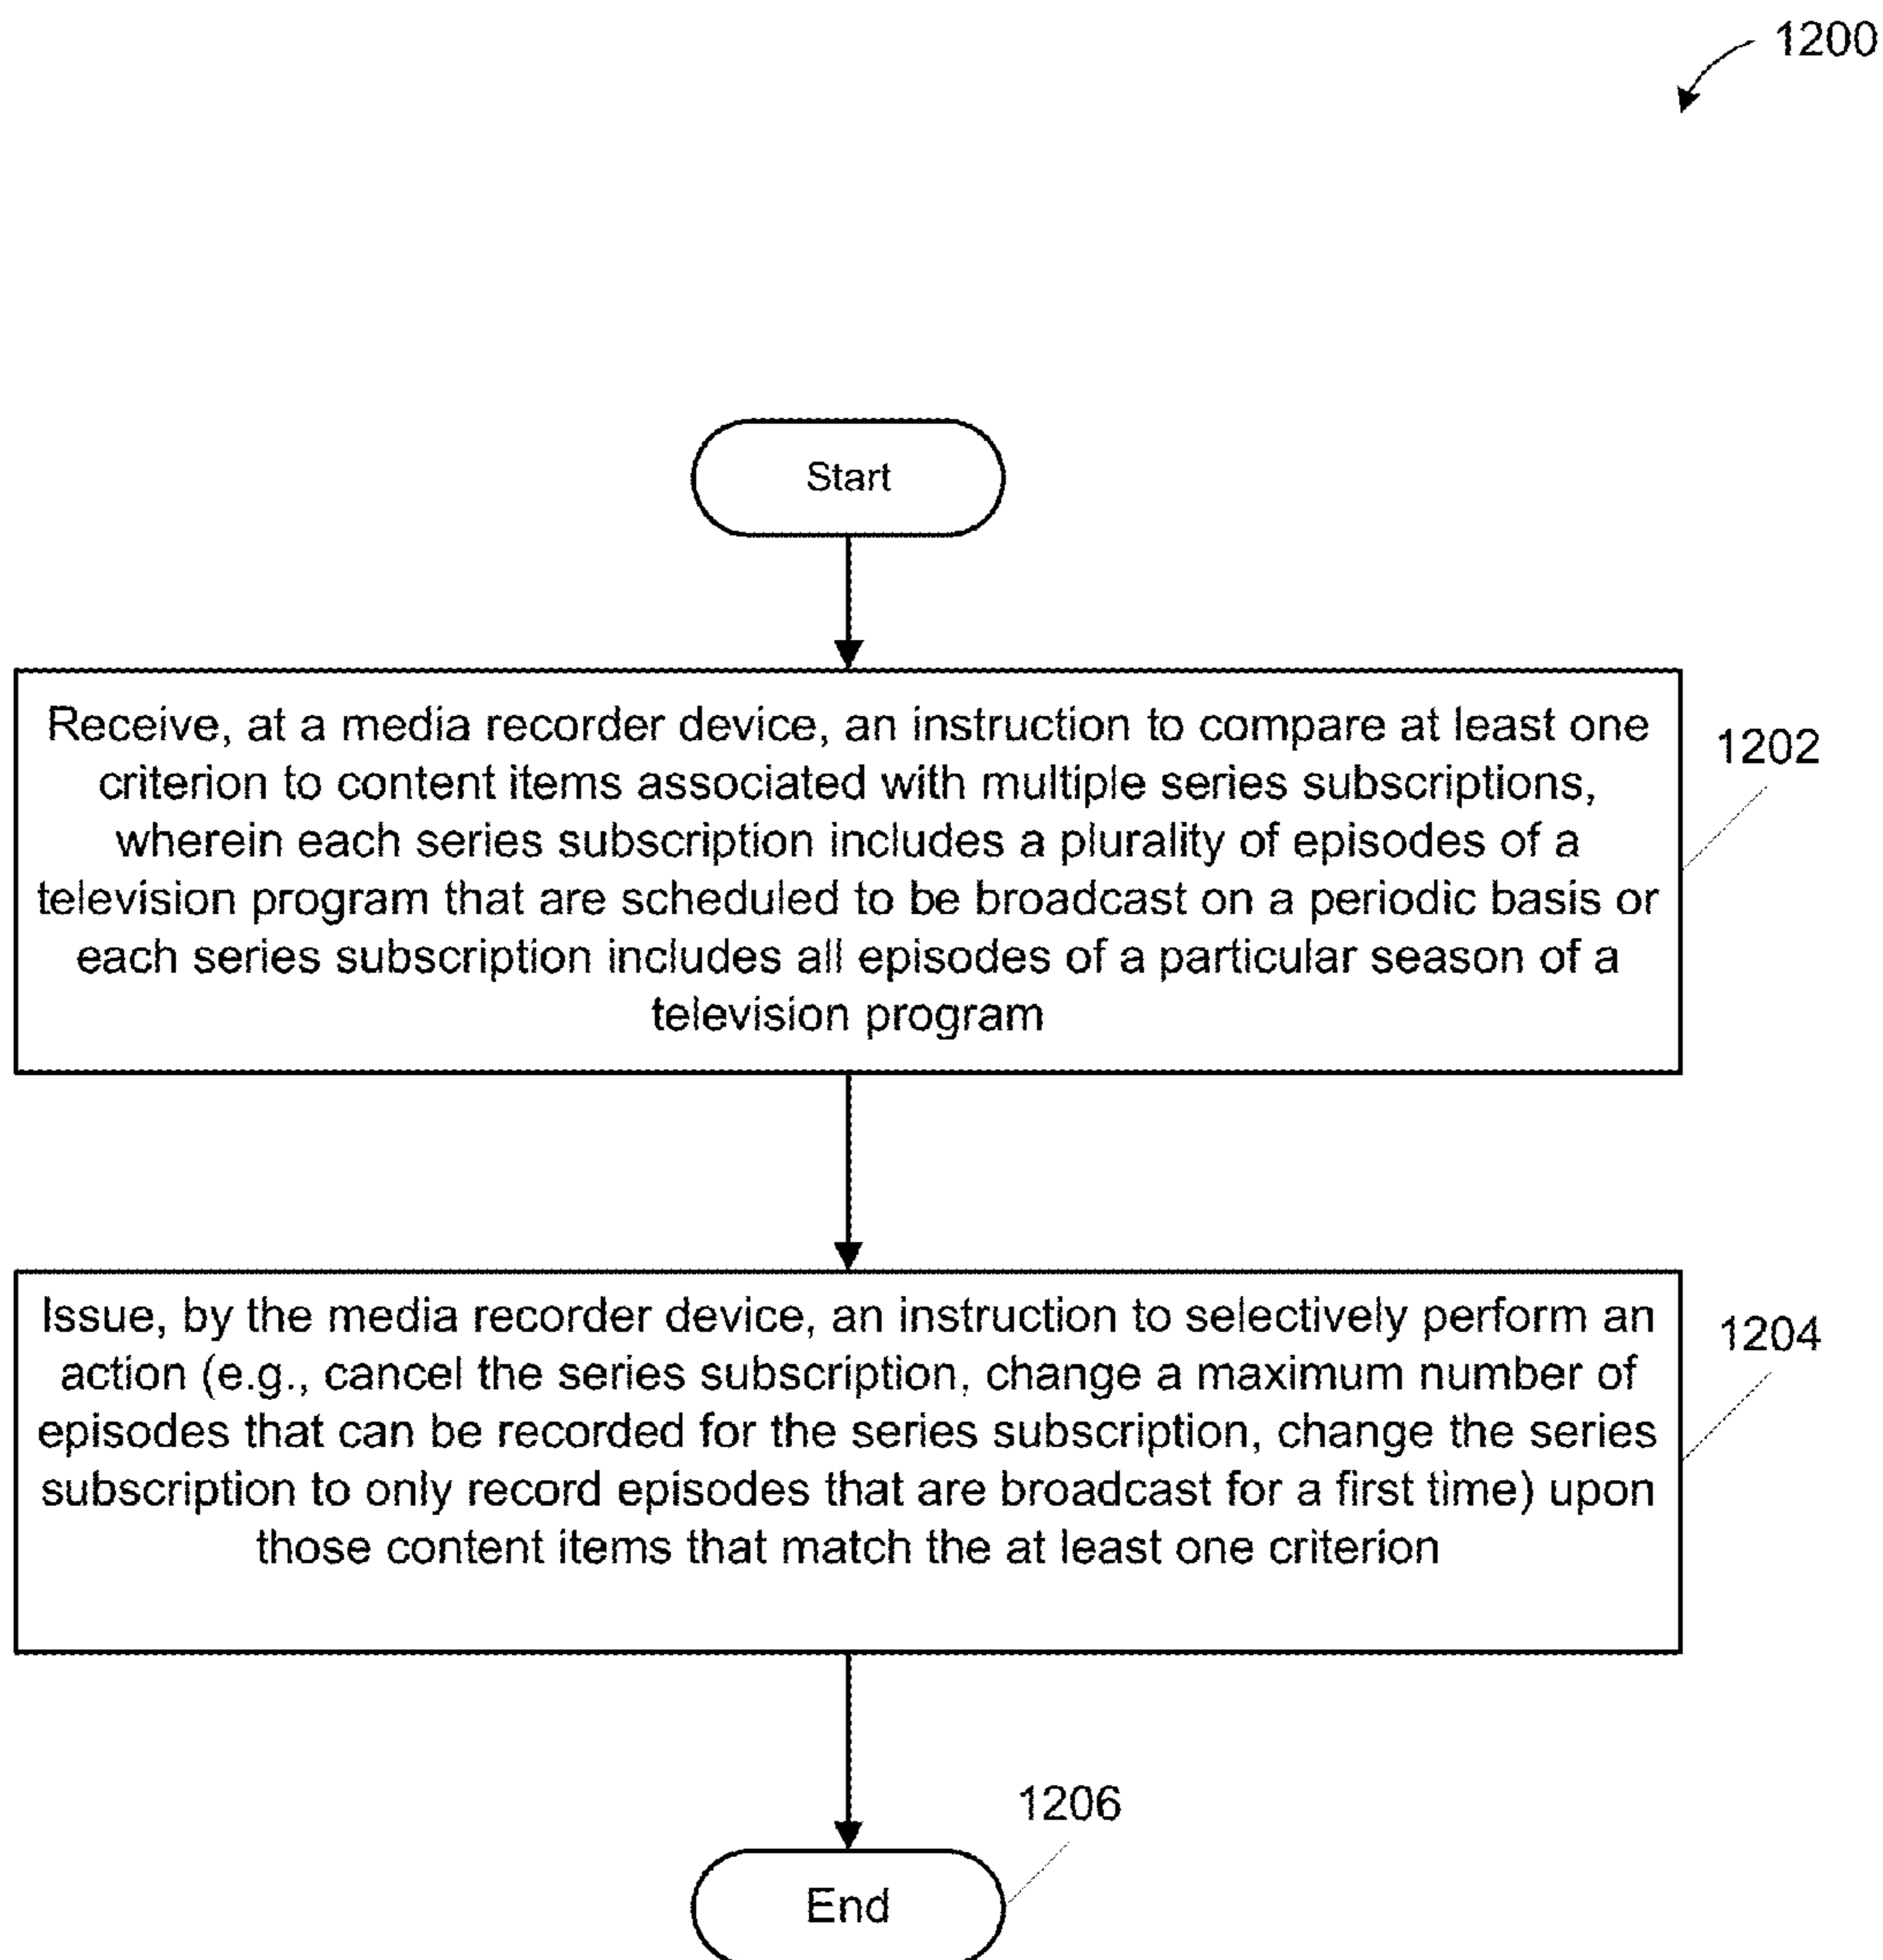 1200
Start
Receive, at a media recorder device, an instruction to compare at least one
criterion to content items associated with multiple series subscriptions,
wherein each series subscription includes a plurality of episodes of a
television program that are scheduled to be broadcast on a periodic basis or
each series subscription includes all episodes of a particular season of a
television program
1202
Issue, by the media recorder device, an instruction to selectively perform an
action (e.g., cancel the series subscription, change a maximum number of
episodes that can be recorded for the series subscription, change the series
subscription to only record episodes that are broadcast for a first time) upon
those content items that match the at least one criterion
1204
1206
End